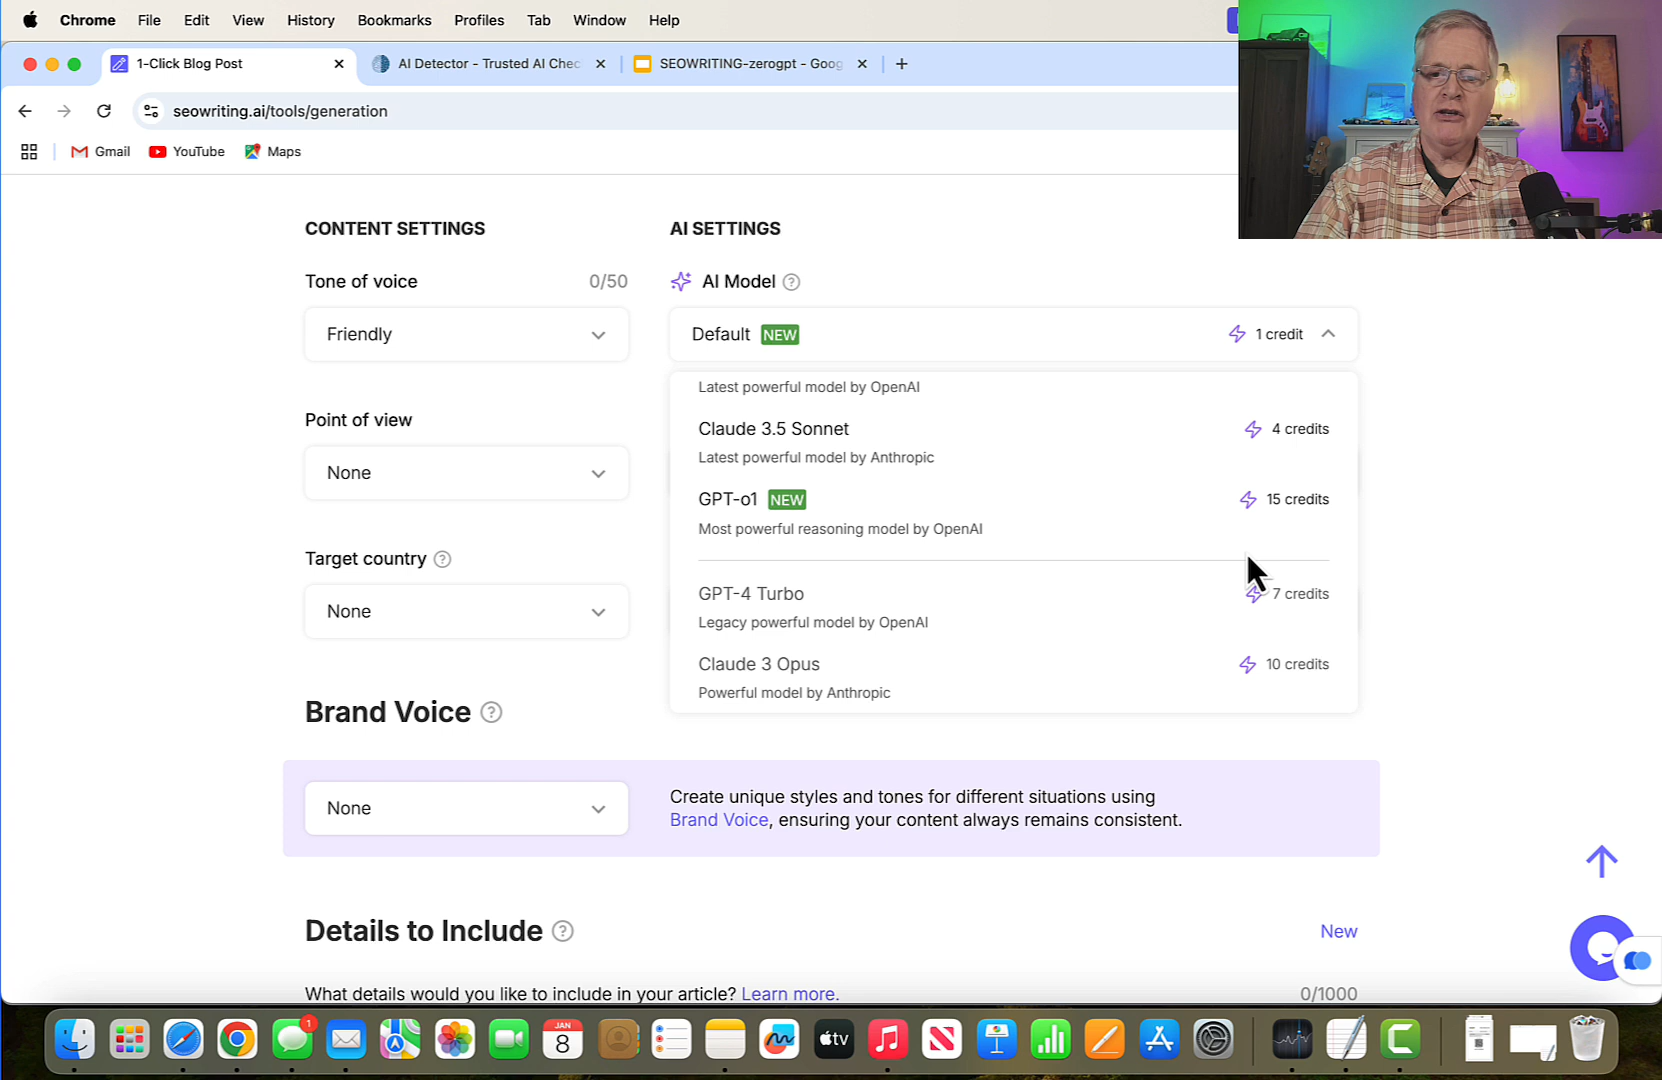 Chrome File Edit View History Bookmarks Profiles Tab Window Help
1-Click Blog Post
AI Detector - Trusted AI Chec
SEOWRITING-zerogpt - Goog
seowriting.ai/tools/generation
Gmail YouTube Maps
CONTENT SETTINGS
AI SETTINGS
Tone of voice 0/50
AI Model
Friendly
Default NEW 1 credit
Latest powerful model by OpenAI
Point of view
Claude 3.5 Sonnet 4 credits
Latest powerful model by Anthropic
None
GPT-o1 NEW 15 credits
Most powerful reasoning model by OpenAI
Target country
GPT-4 Turbo 7 credits
Legacy powerful model by OpenAI
None
Claude 3 Opus 10 credits
Powerful model by Anthropic
Brand Voice
None
Create unique styles and tones for different situations using
Brand Voice, ensuring your content always remains consistent.
Details to Include
New
What details would you like to include in your article? Learn more.
0/1000
1
JAN
8
tv